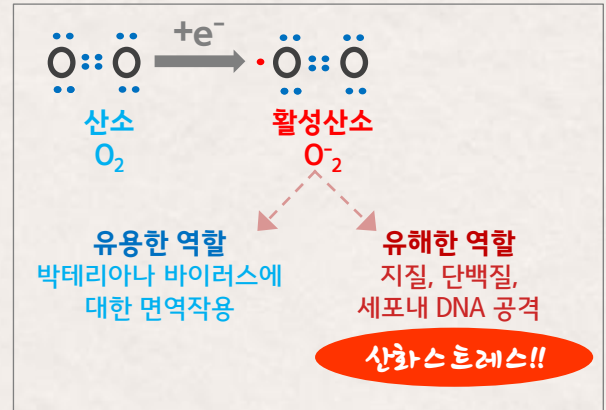 +e⁻
O :: O
· O :: O
산소
O₂
활성산소
O⁻₂
유용한 역할
박테리아나 바이러스에
대한 면역작용
유해한 역할
지질, 단백질,
세포내 DNA 공격
산화스트레스!!